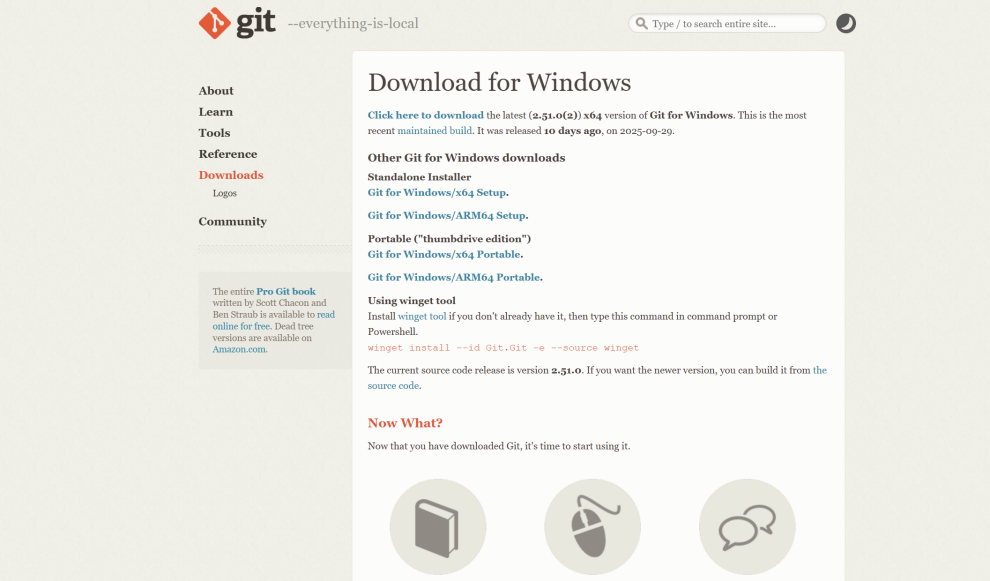 git --everything-is-local
Type / to search entire site...
About
Learn
Tools
Reference
Downloads
Logos
Community
The entire Pro Git book
written by Scott Chacon and
Ben Straub is available to read
online for free. Dead tree
versions are available on
Amazon.com.
Download for Windows
Click here to download the latest (2.51.0(2)) x64 version of Git for Windows. This is the most
recent maintained build. It was released 10 days ago, on 2025-09-29.
Other Git for Windows downloads
Standalone Installer
Git for Windows/x64 Setup.
Git for Windows/ARM64 Setup.
Portable ("thumbdrive edition")
Git for Windows/x64 Portable.
Git for Windows/ARM64 Portable.
Using winget tool
Install winget tool if you don't already have it, then type this command in command prompt or
Powershell.
winget install --id Git.Git -e --source winget
The current source code release is version 2.51.0. If you want the newer version, you can build it from the
source code.
Now What?
Now that you have downloaded Git, it's time to start using it.